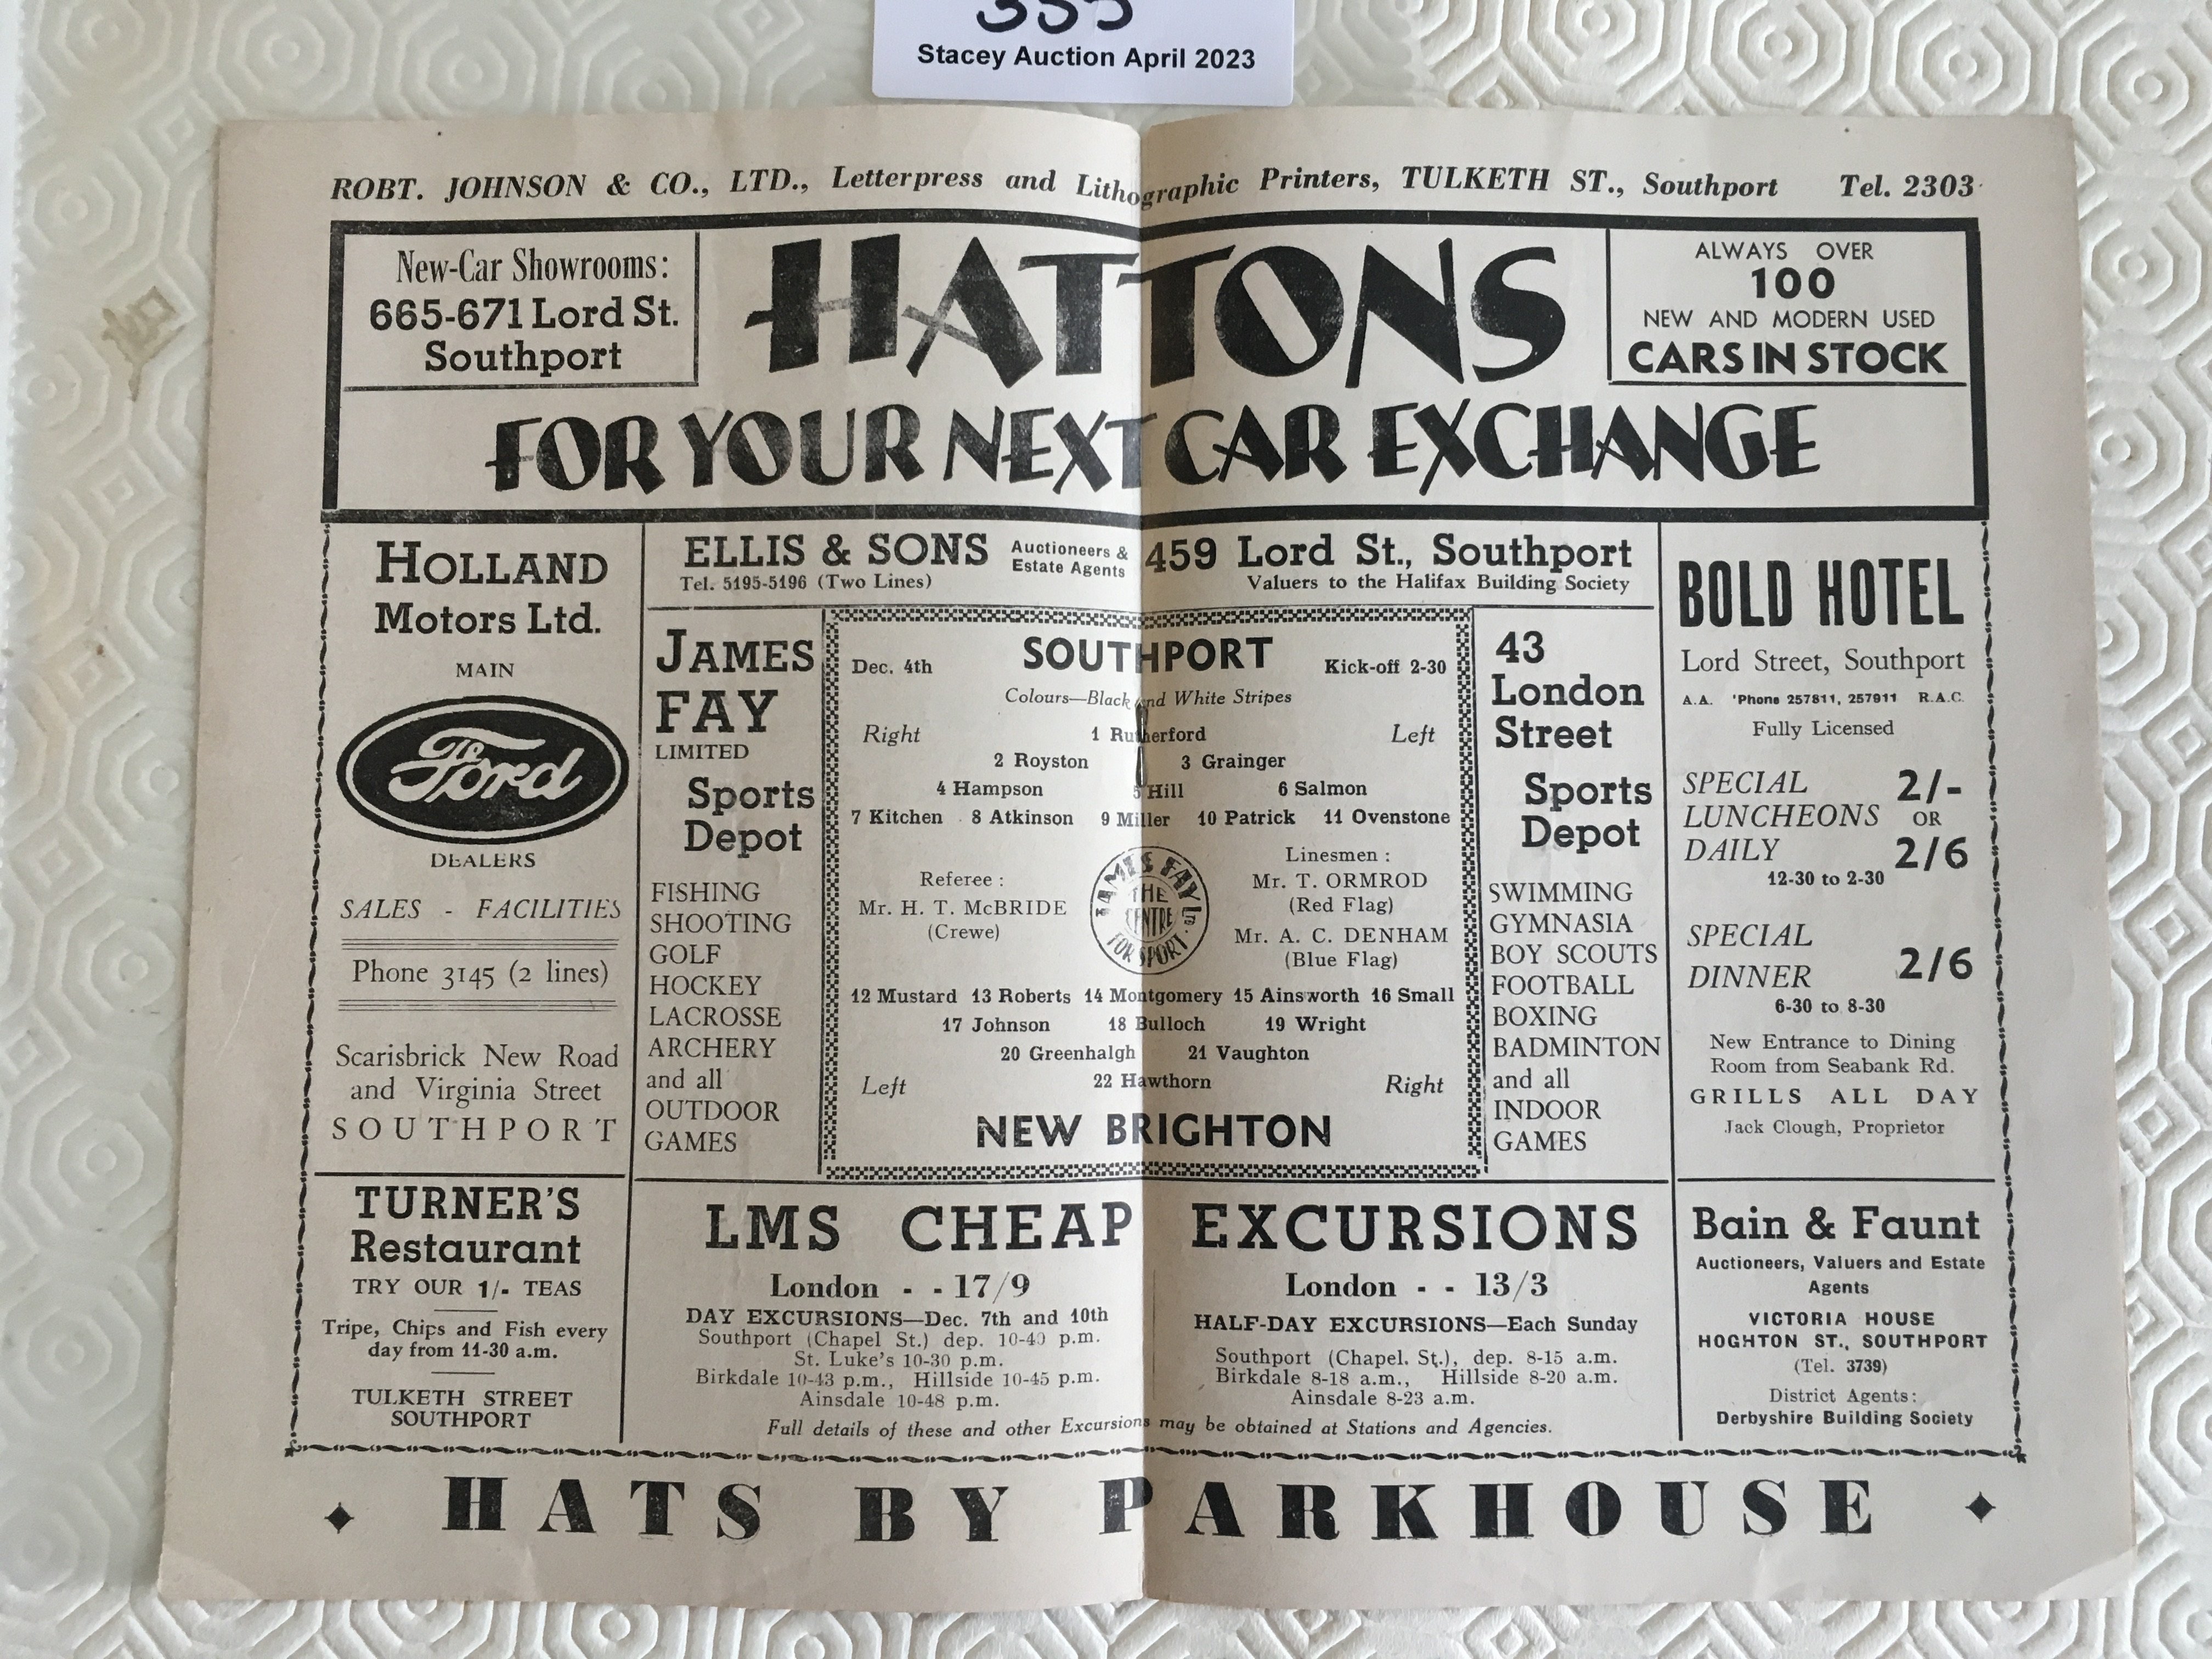 Stacey Auction April 2023
ROBT. JOHNSON & CO., LTD., Letterpress and Lithographic Printers, TULKETH ST., Southport Tel. 2303
New-Car Showrooms:
665-671 Lord St.
Southport
HATTONS
ALWAYS OVER
100
NEW AND MODERN USED
CARS IN STOCK
FOR YOUR NEXT CAR EXCHANGE
HOLLAND
Motors Ltd.
MAIN
Ford
DEALERS
SALES - FACILITIES
Phone 3145 (2 lines)
Scarisbrick New Road
and Virginia Street
SOUTHPORT
TURNER'S
Restaurant
TRY OUR 1/- TEAS
Tripe, Chips and Fish every
day from 11-30 a.m.
TULKETH STREET
SOUTHPORT
ELLIS & SONS Auctioneers & Estate Agents 459 Lord St., Southport
Tel. 5195-5196 (Two Lines) Valuers to the Halifax Building Society
JAMES
FAY
LIMITED
Sports
Depot
FISHING
SHOOTING
GOLF
HOCKEY
LACROSSE
ARCHERY
and all
OUTDOOR
GAMES
Dec. 4th SOUTHPORT Kick-off 2-30
Colours—Black and White Stripes
Right 1 Rutherford Left
2 Royston 3 Grainger
4 Hampson 5 Hill 6 Salmon
7 Kitchen 8 Atkinson 9 Miller 10 Patrick 11 Ovenstone
Referee :
Mr. H. T. McBRIDE
(Crewe)
JAMES FAY LTD.
THE
CENTRE
FOR SPORT
Linesmen :
Mr. T. ORMROD
(Red Flag)
Mr. A. C. DENHAM
(Blue Flag)
12 Mustard 13 Roberts 14 Montgomery 15 Ainsworth 16 Small
17 Johnson 18 Bulloch 19 Wright
20 Greenhalgh 21 Vaughton
Left 22 Hawthorn Right
NEW BRIGHTON
43
London
Street
Sports
Depot
SWIMMING
GYMNASIA
BOY SCOUTS
FOOTBALL
BOXING
BADMINTON
and all
INDOOR
GAMES
BOLD HOTEL
Lord Street, Southport
A.A. 'Phone 257811, 257911 R.A.C.
Fully Licensed
SPECIAL 2/-
LUNCHEONS OR
DAILY 2/6
12-30 to 2-30
SPECIAL
DINNER 2/6
6-30 to 8-30
New Entrance to Dining
Room from Seabank Rd.
GRILLS ALL DAY
Jack Clough, Proprietor
LMS CHEAP EXCURSIONS
London - - 17/9
DAY EXCURSIONS—Dec. 7th and 10th
Southport (Chapel St.) dep. 10-40 p.m.
St. Luke's 10-30 p.m.
Birkdale 10-43 p.m., Hillside 10-45 p.m.
Ainsdale 10-48 p.m.
London - - 13/3
HALF-DAY EXCURSIONS—Each Sunday
Southport (Chapel. St.), dep. 8-15 a.m.
Birkdale 8-18 a.m., Hillside 8-20 a.m.
Ainsdale 8-23 a.m.
Full details of these and other Excursions may be obtained at Stations and Agencies.
Bain & Faunt
Auctioneers, Valuers and Estate
Agents
VICTORIA HOUSE
HOGHTON ST., SOUTHPORT
(Tel. 3739)
District Agents:
Derbyshire Building Society
HATS BY PARKHOUSE